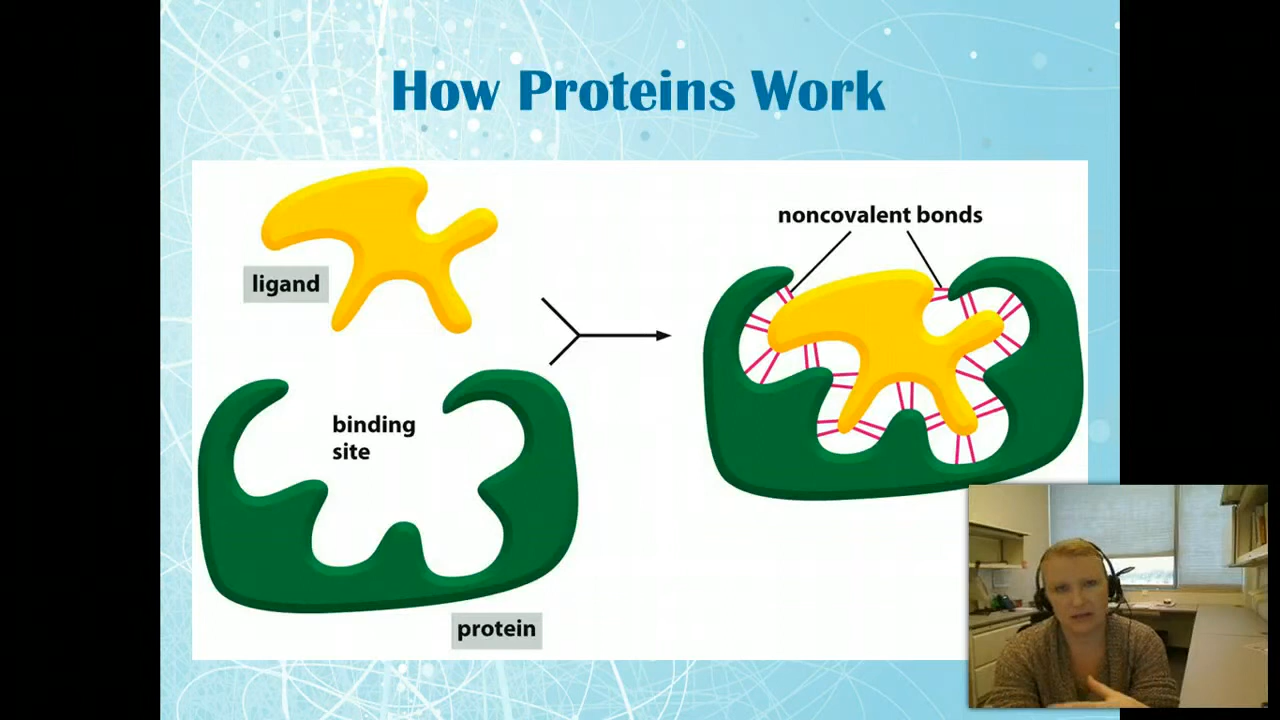 How Proteins Work
noncovalent bonds
ligand
binding
site
protein